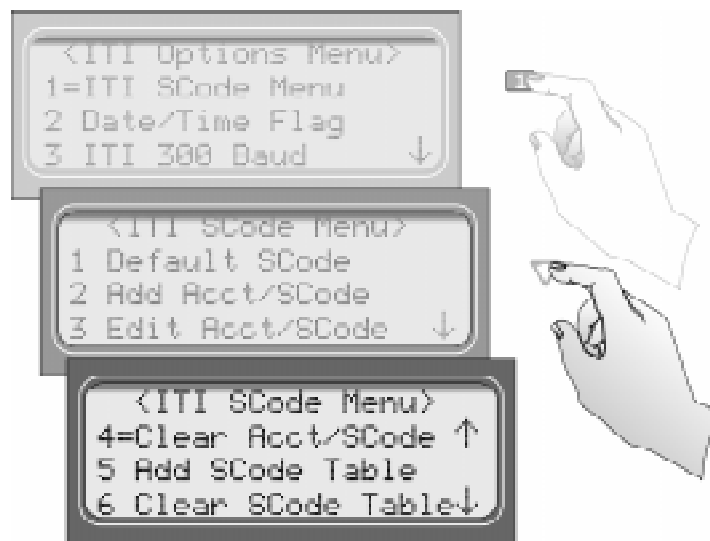 <ITI Options Menu>
1=ITI SCode Menu
2 Date/Time Flag
3 ITI 300 Baud ↓
1
<ITI SCode Menu>
1 Default SCode
2 Add Acct/SCode
3 Edit Acct/SCode ↓
<ITI SCode Menu>
4=Clear Acct/SCode ↑
5 Add SCode Table
6 Clear SCode Table↓